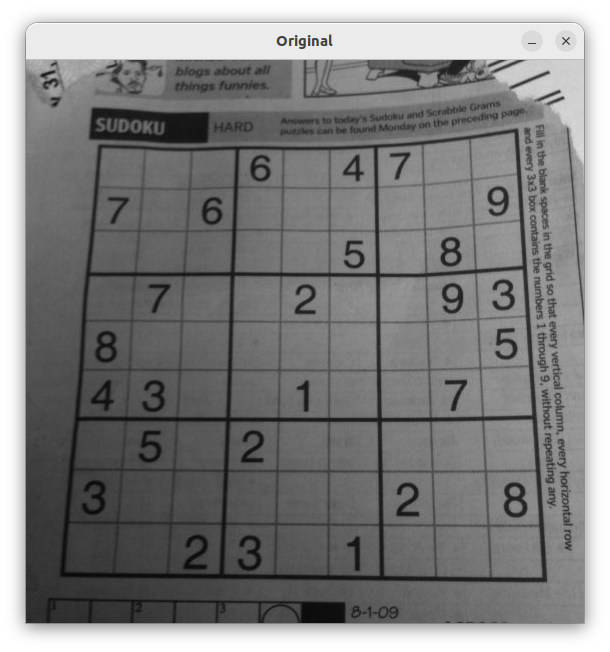 Original
31,
blogs about all
things funnies.
SUDOKU HARD
Answers to today's Sudoku and Scrabble Grams
puzzles can be found Monday on the preceding page.
6 4 7
7 6 9
5 8
7 2 9 3
8 5
4 3 1 7
5 2
3 2 8
2 3 1
Fill in the blank spaces in the grid so that every vertical column, every horizontal row
and every 3x3 box contains the numbers 1 through 9, without repeating any.
1 2 3
8-1-09